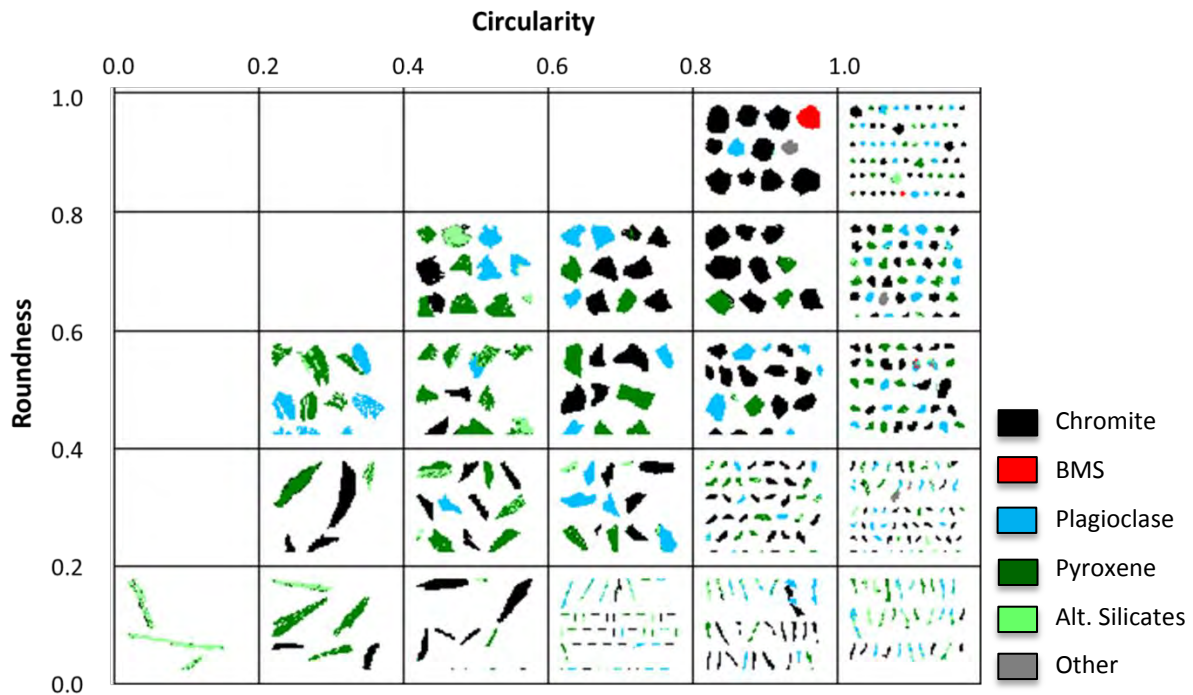 Circularity
0.0 0.2 0.4 0.6 0.8 1.0
1.0
0.8
0.6
0.4
0.2
0.0
Roundness
Chromite
BMS
Plagioclase
Pyroxene
Alt. Silicates
Other